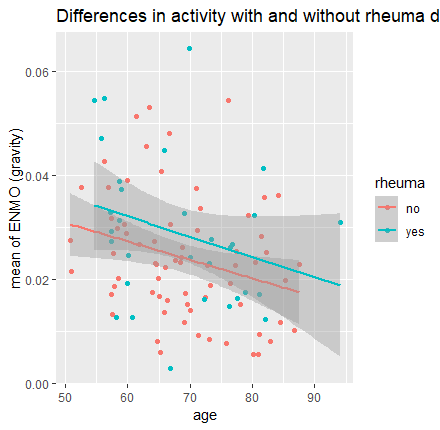 Differences in activity with and without rheuma d
mean of ENMO (gravity)
0.06
0.04
0.02
0.00
50 60 70 80 90
age
rheuma
no
yes